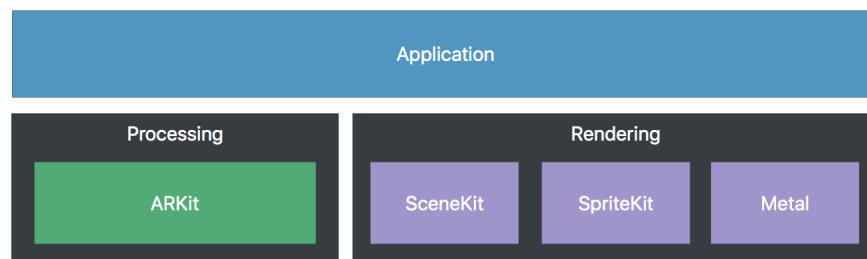 Application
Processing
Rendering
ARKit
SceneKit
SpriteKit
Metal